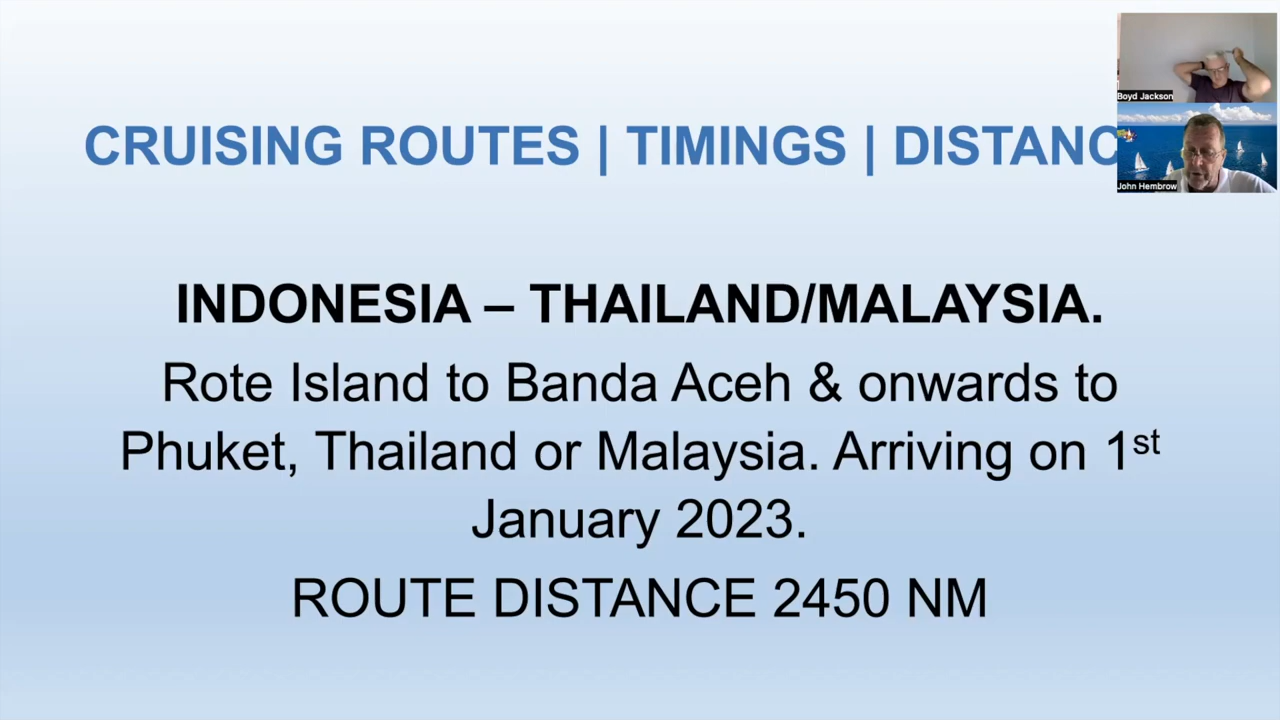 CRUISING ROUTES | TIMINGS | DISTANC
Boyd Jackson
John Hembrow
INDONESIA – THAILAND/MALAYSIA.
Rote Island to Banda Aceh & onwards to
Phuket, Thailand or Malaysia. Arriving on 1st
January 2023.
ROUTE DISTANCE 2450 NM